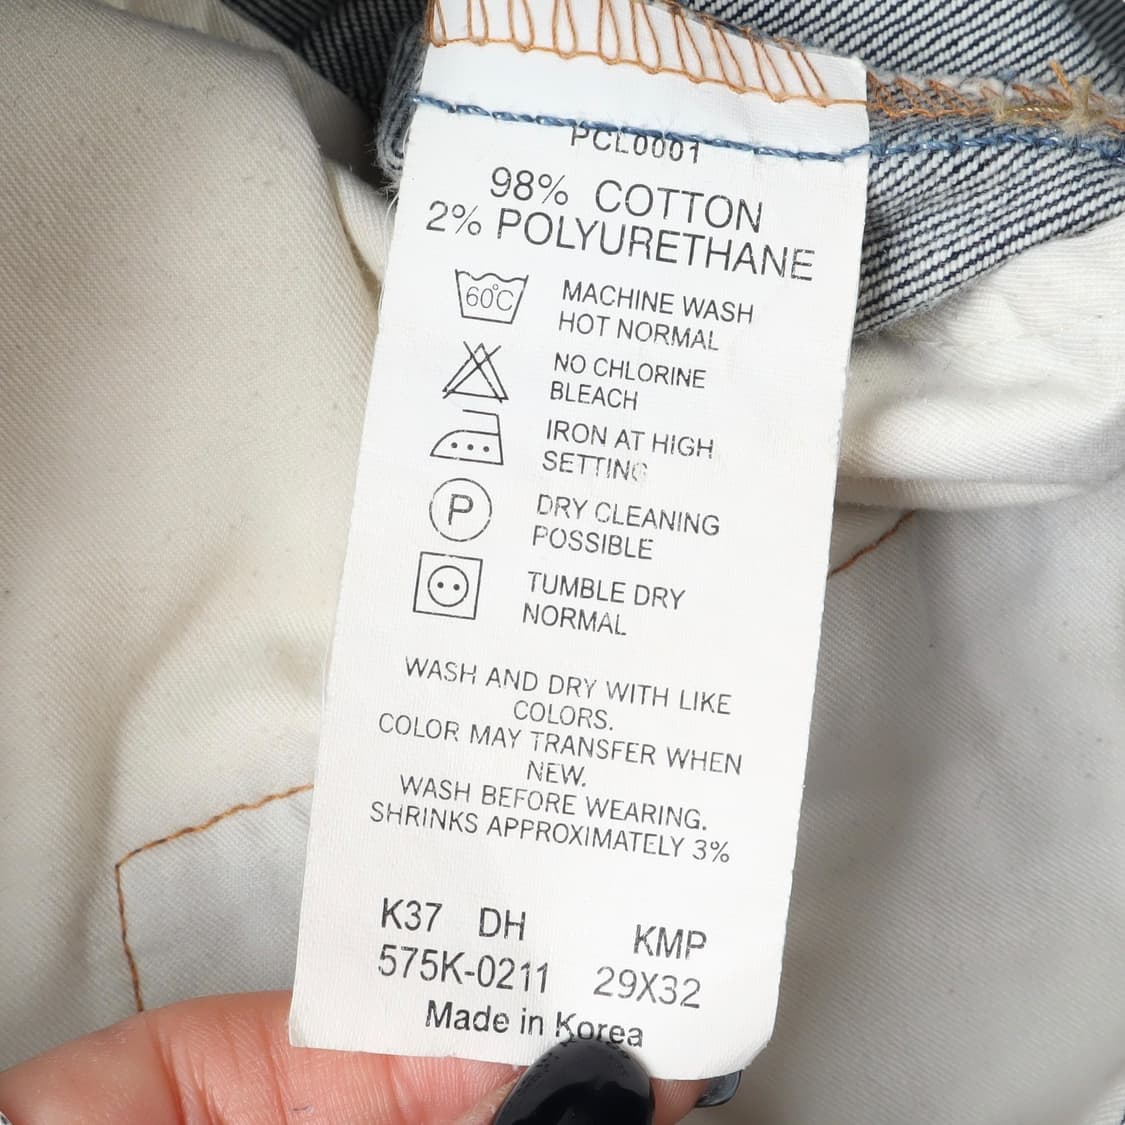 PCL0001
98% COTTON
2% POLYURETHANE
60°C
MACHINE WASH
HOT NORMAL
NO CHLORINE
BLEACH
IRON AT HIGH
SETTING
P
DRY CLEANING
POSSIBLE
TUMBLE DRY
NORMAL
WASH AND DRY WITH LIKE
COLORS.
COLOR MAY TRANSFER WHEN
NEW.
WASH BEFORE WEARING.
SHRINKS APPROXIMATELY 3%
K37 DH KMP
575K-0211 29X32
Made in Korea